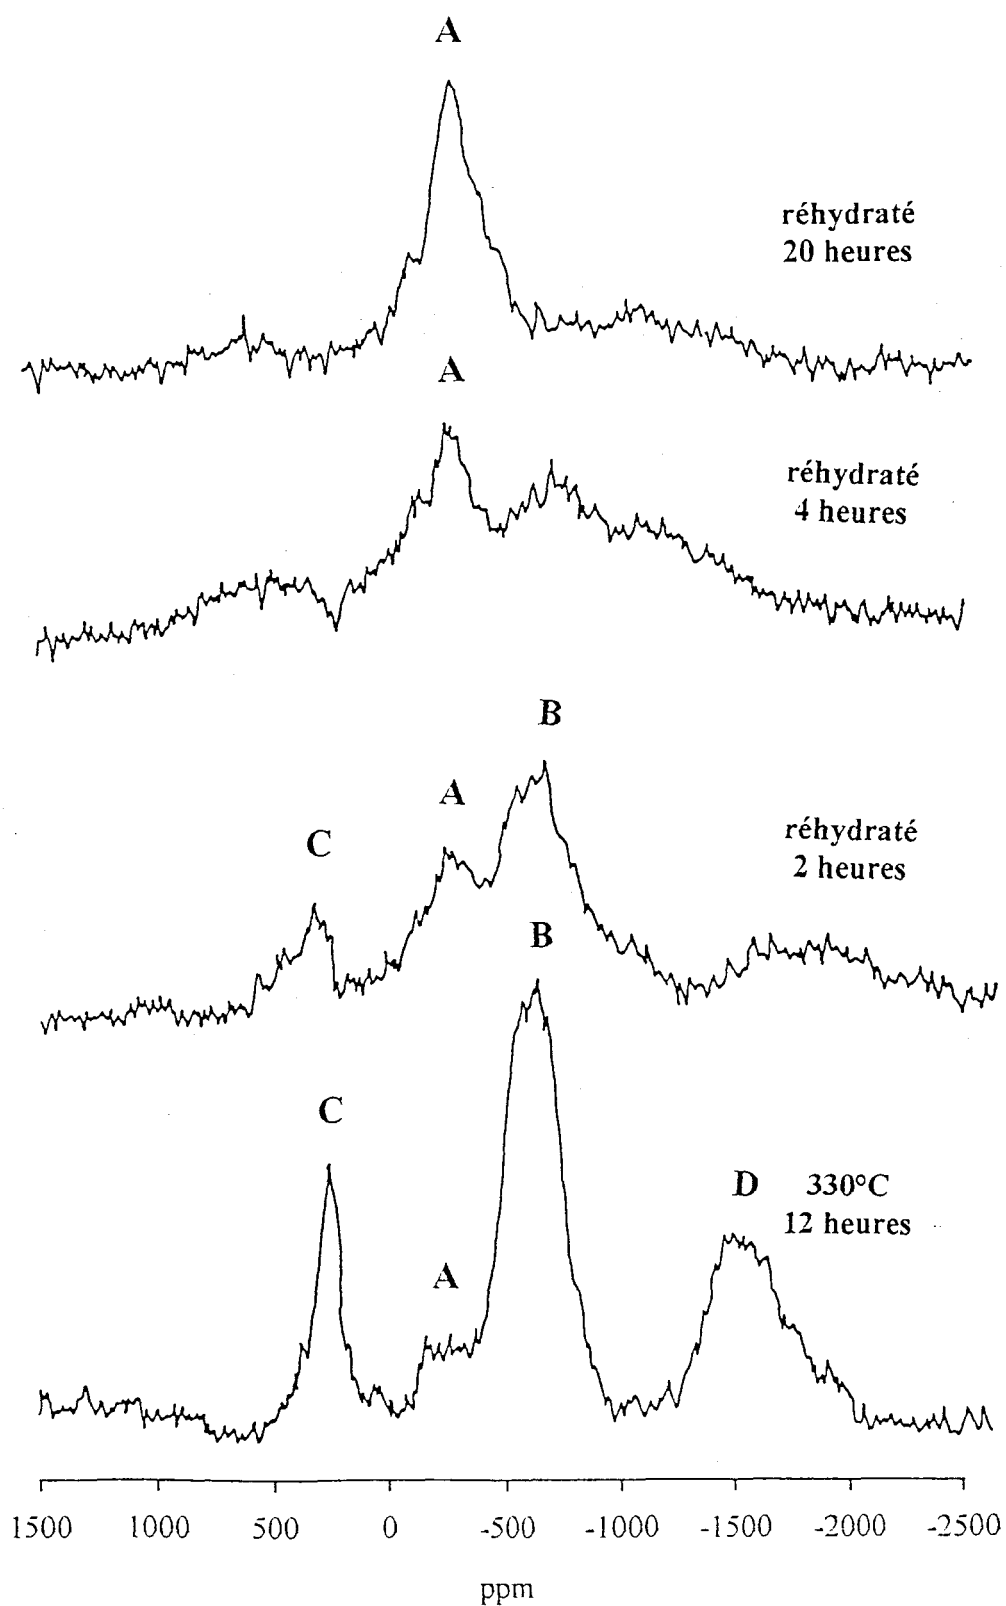 A
réhydraté
20 heures
A
réhydraté
4 heures
B
A
C
réhydraté
2 heures
B
C
D
330°C
12 heures
A
1500 1000 500 0 -500 -1000 -1500 -2000 -2500
ppm